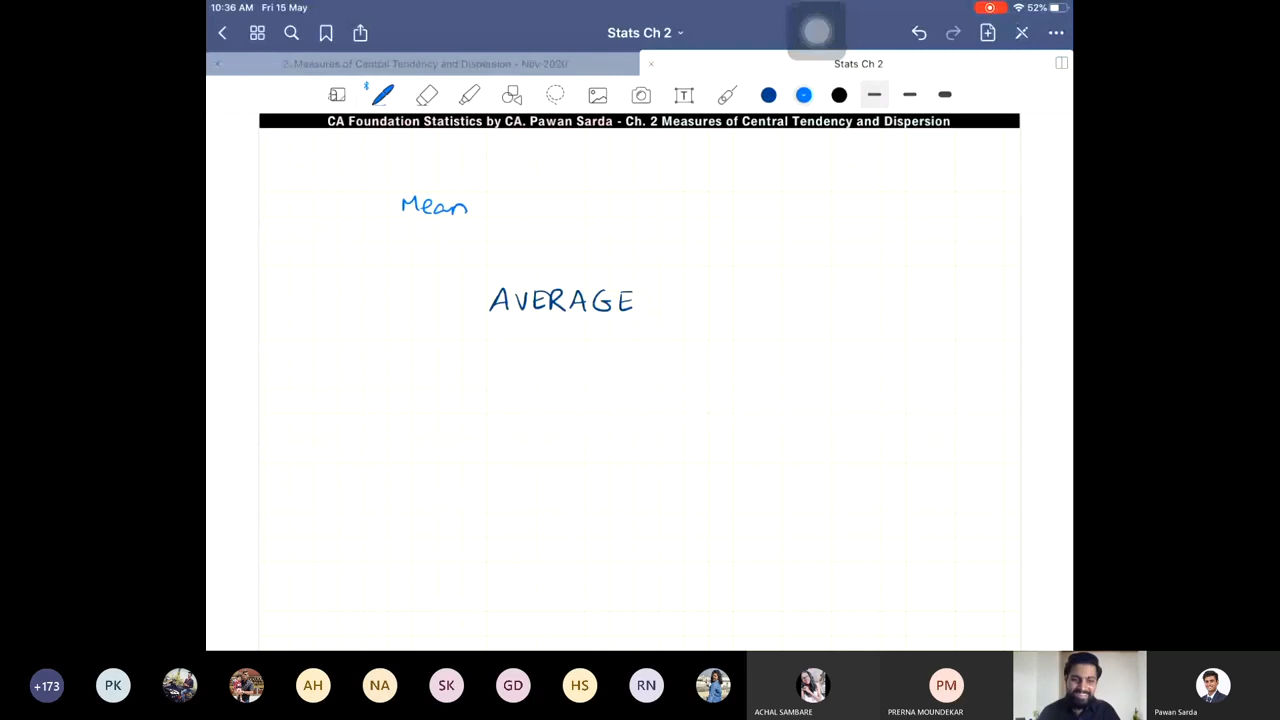 10:36 AM Fri 15 May
52%
Stats Ch 2
2. Measures of Central Tendency and Dispersion - Nov 2020
Stats Ch 2
T
CA Foundation Statistics by CA. Pawan Sarda - Ch. 2 Measures of Central Tendency and Dispersion
Mean
AVERAGE
+173
PK
AH
NA
SK
GD
HS
RN
PM
ACHAL SAMBARE
PRERNA MOUNDEKAR
Pawan Sarda